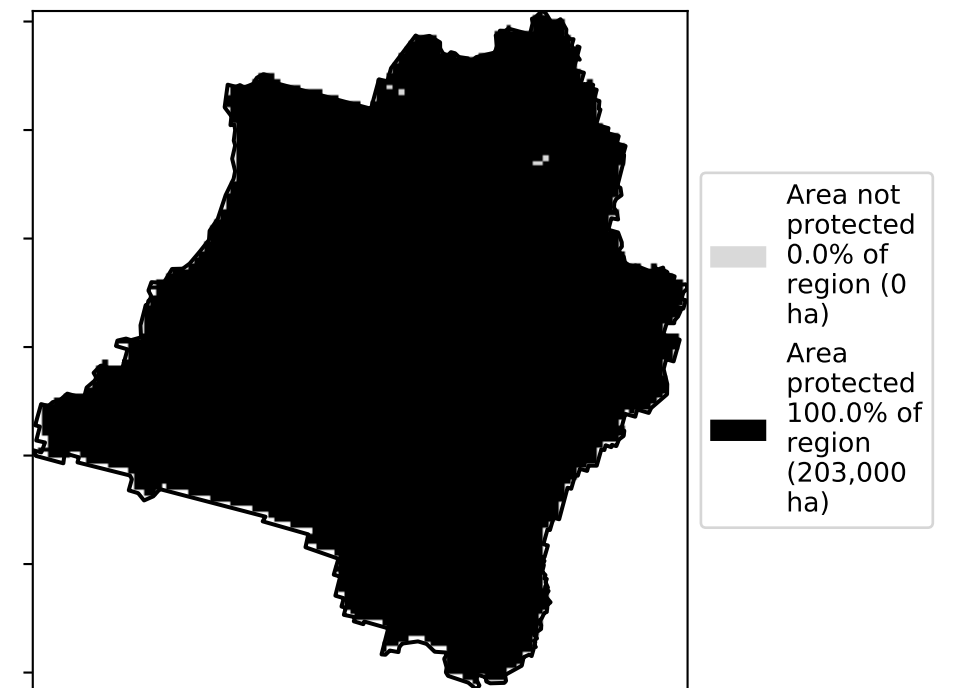 Area not
protected
0.0% of
region (0
ha)
Area
protected
100.0% of
region
(203,000
ha)